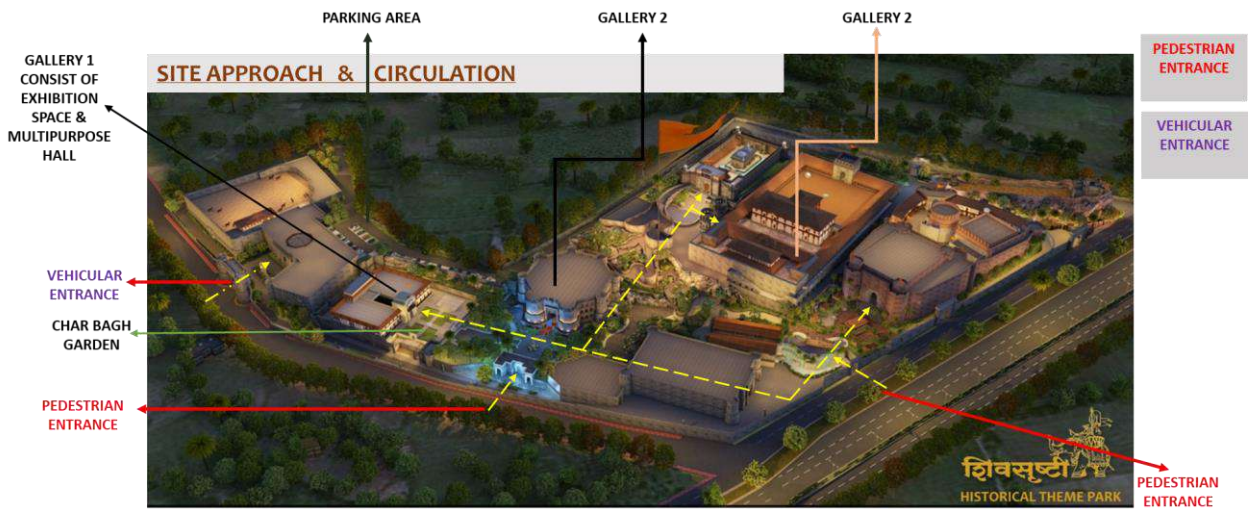 PARKING AREA
GALLERY 2
GALLERY 2
GALLERY 1
CONSIST OF
EXHIBITION
SPACE &
MULTIPURPOSE
HALL
SITE APPROACH & CIRCULATION
PEDESTRIAN
ENTRANCE
VEHICULAR
ENTRANCE
VEHICULAR
ENTRANCE
CHAR BAGH
GARDEN
PEDESTRIAN
ENTRANCE
शिवसृष्टी
HISTORICAL THEME PARK
PEDESTRIAN
ENTRANCE